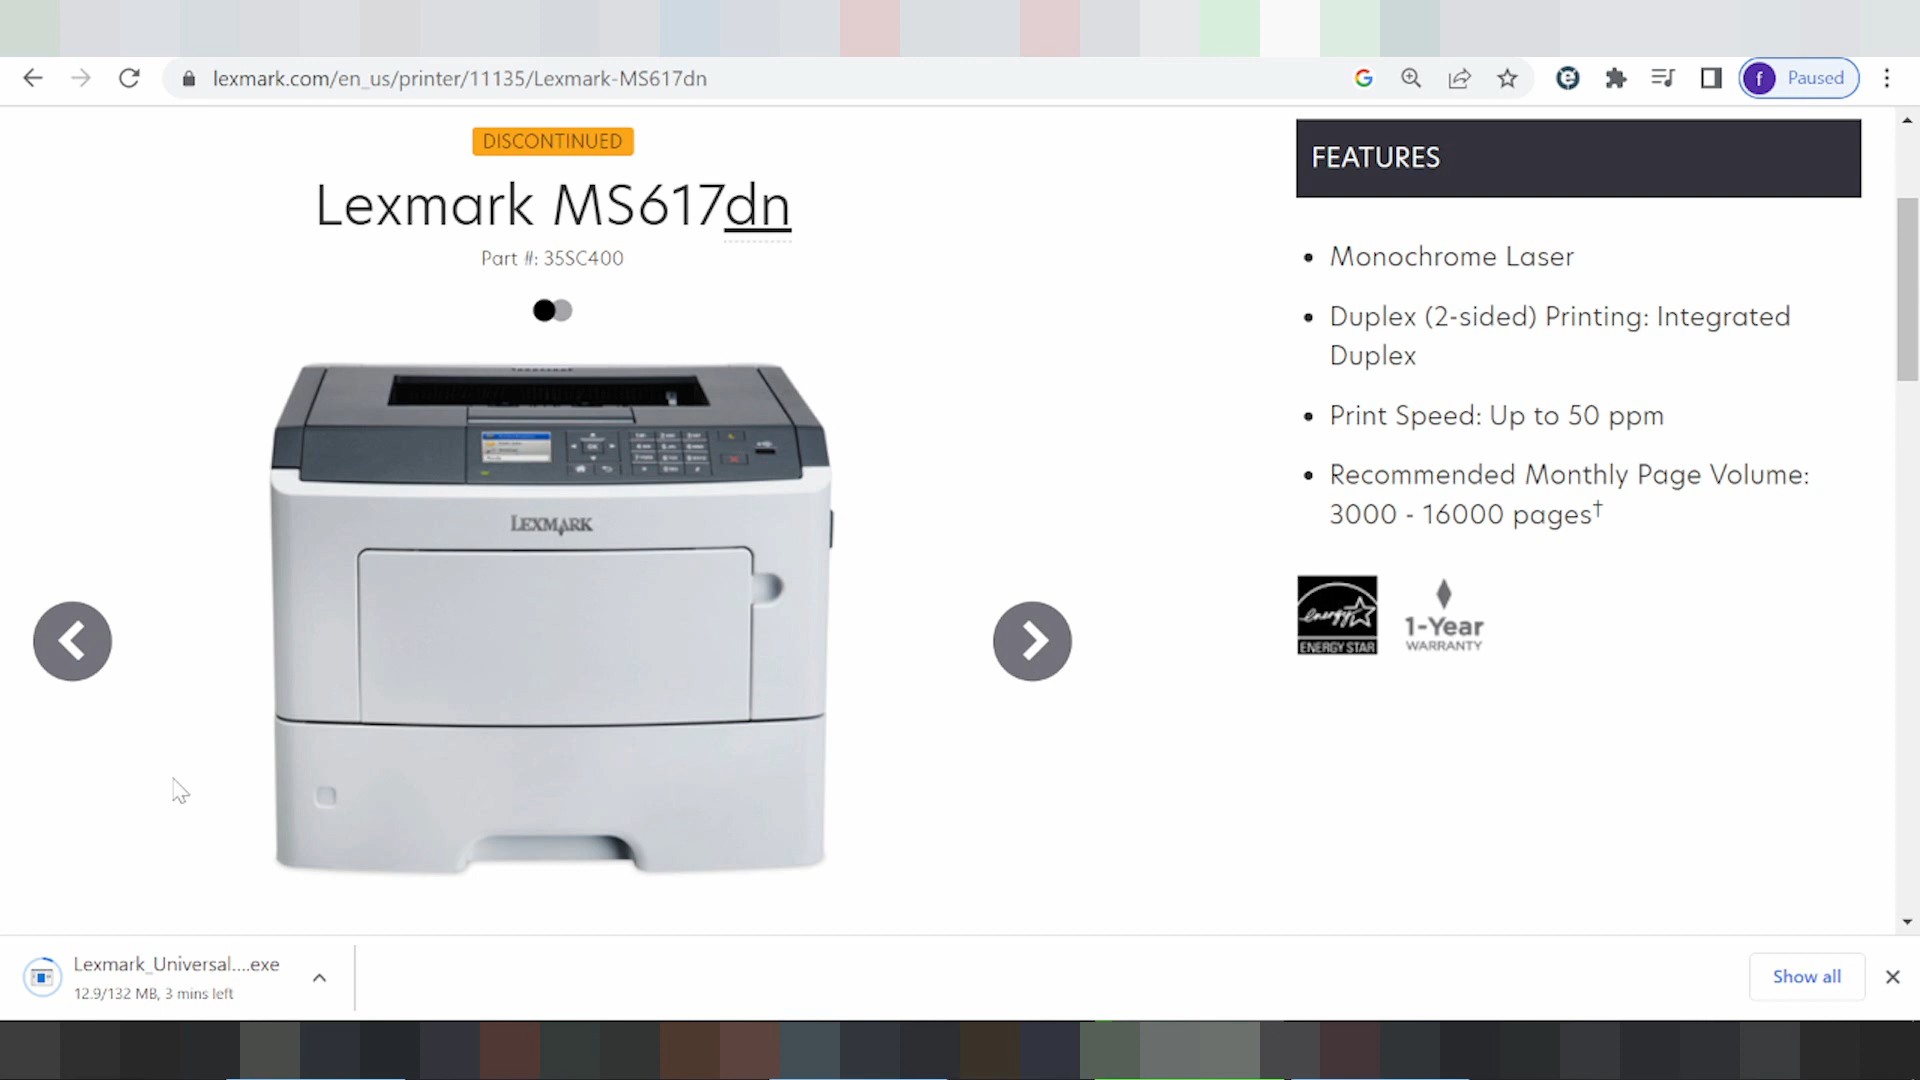 lexmark.com/en_us/printer/11135/Lexmark-MS617dn
f
Paused
DISCONTINUED
Lexmark MS617dn
Part #: 35SC400
LEXMARK
FEATURES
• Monochrome Laser
• Duplex (2-sided) Printing: Integrated
Duplex
• Print Speed: Up to 50 ppm
• Recommended Monthly Page Volume:
3000 - 16000 pages†
energy
ENERGY STAR
1-Year
WARRANTY
Lexmark_Universal....exe
12.9/132 MB, 3 mins left
Show all